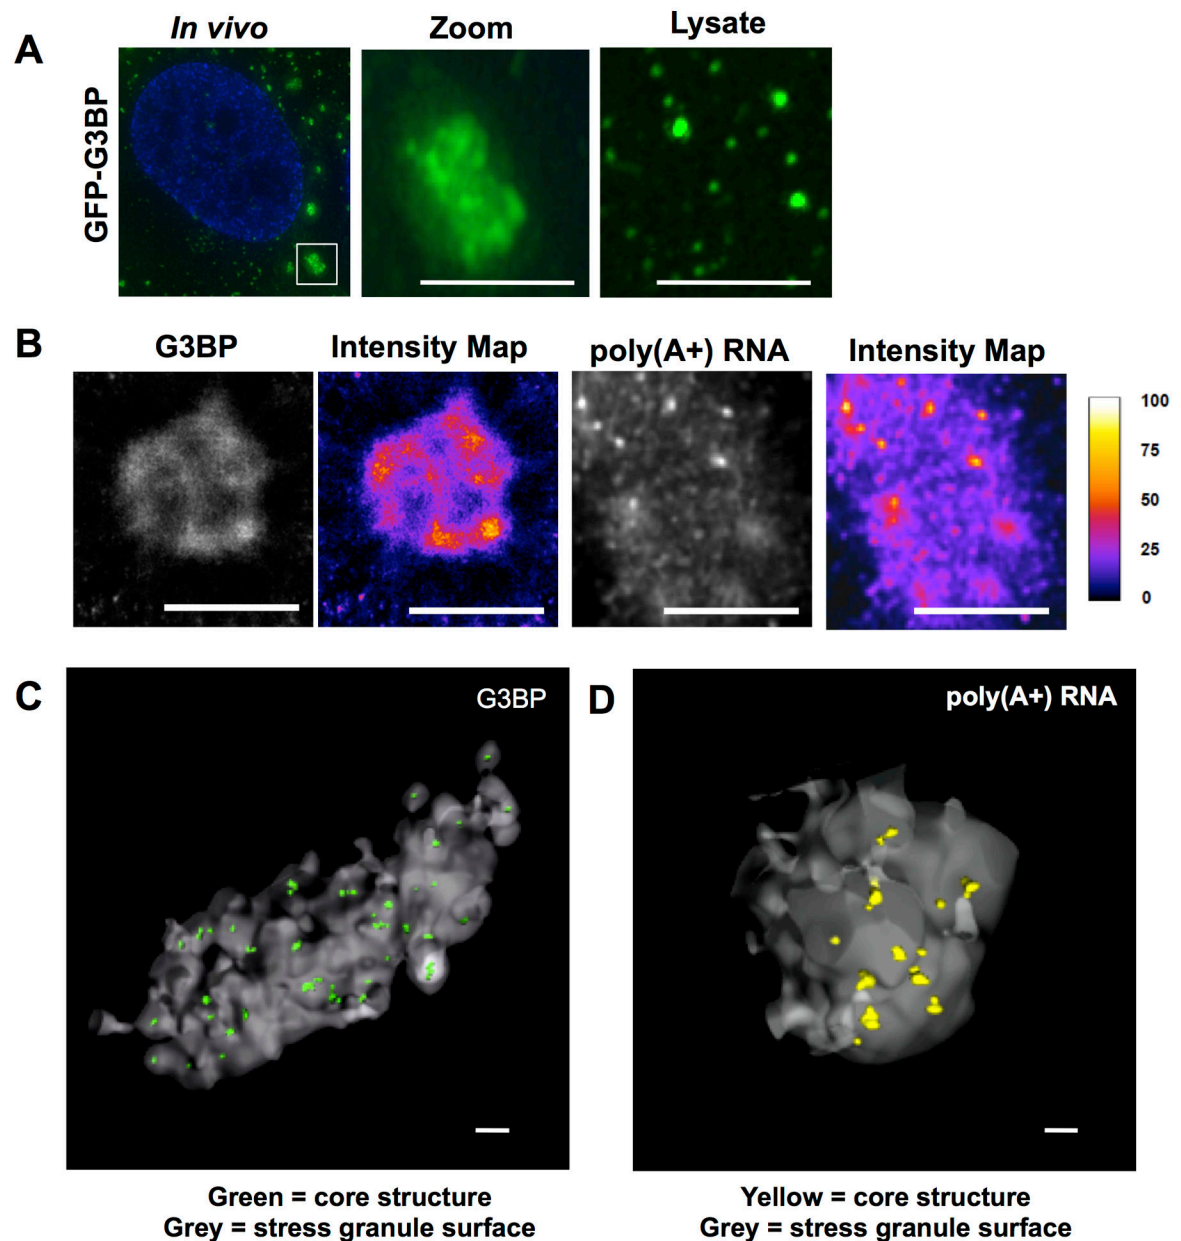 A
In vivo
Zoom
Lysate
GFP-G3BP
B
G3BP
Intensity Map
poly(A+) RNA
Intensity Map
100
75
50
25
0
C
G3BP
D
poly(A+) RNA
Green = core structure
Grey = stress granule surface
Yellow = core structure
Grey = stress granule surface